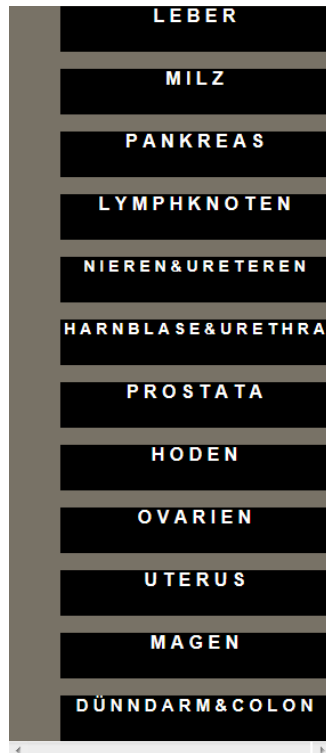 LEBER
MILZ
PANKREAS
LYMPHKNOTEN
NIEREN&URETEREN
HARNBLASE&URETHRA
PROSTATA
HODEN
OVARIEN
UTERUS
MAGEN
DÜNNDARM&COLON